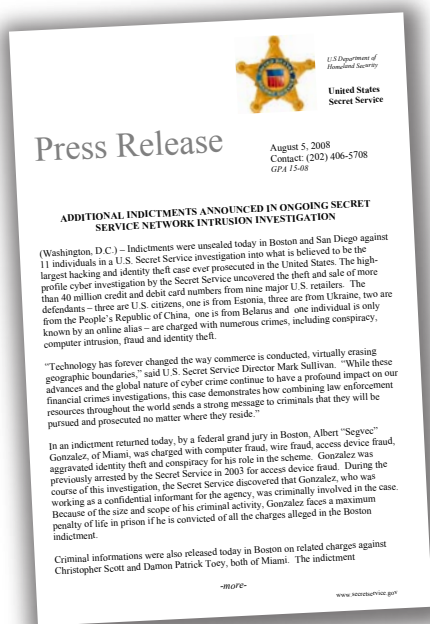 U.S Department of
Homeland Security
United States
Secret Service
Press Release
August 5, 2008
Contact: (202) 406-5708
GPA 15-08
ADDITIONAL INDICTMENTS ANNOUNCED IN ONGOING SECRET
SERVICE NETWORK INTRUSION INVESTIGATION
(Washington, D.C.) – Indictments were unsealed today in Boston and San Diego against
11 individuals in a U.S. Secret Service investigation into what is believed to be the
largest hacking and identity theft case ever prosecuted in the United States. The high-
profile cyber investigation by the Secret Service uncovered the theft and sale of more
than 40 million credit and debit card numbers from nine major U.S. retailers. The
defendants – three are U.S. citizens, one is from Estonia, three are from Ukraine, two are
from the People's Republic of China, one is from Belarus and one individual is only
known by an online alias – are charged with numerous crimes, including conspiracy,
computer intrusion, fraud and identity theft.
"Technology has forever changed the way commerce is conducted, virtually erasing
geographic boundaries," said U.S. Secret Service Director Mark Sullivan. "While these
advances and the global nature of cyber crime continue to have a profound impact on our
financial crimes investigations, this case demonstrates how combining law enforcement
resources throughout the world sends a strong message to criminals that they will be
pursued and prosecuted no matter where they reside."
In an indictment returned today, by a federal grand jury in Boston, Albert "Segvec"
Gonzalez, of Miami, was charged with computer fraud, wire fraud, access device fraud,
aggravated identity theft and conspiracy for his role in the scheme. Gonzalez was
previously arrested by the Secret Service in 2003 for access device fraud. During the
course of this investigation, the Secret Service discovered that Gonzalez, who was
working as a confidential informant for the agency, was criminally involved in the case.
Because of the size and scope of his criminal activity, Gonzalez faces a maximum
penalty of life in prison if he is convicted of all the charges alleged in the Boston
indictment.
Criminal informations were also released today in Boston on related charges against
Christopher Scott and Damon Patrick Toey, both of Miami. The indictment
-more-
www.secretservice.gov